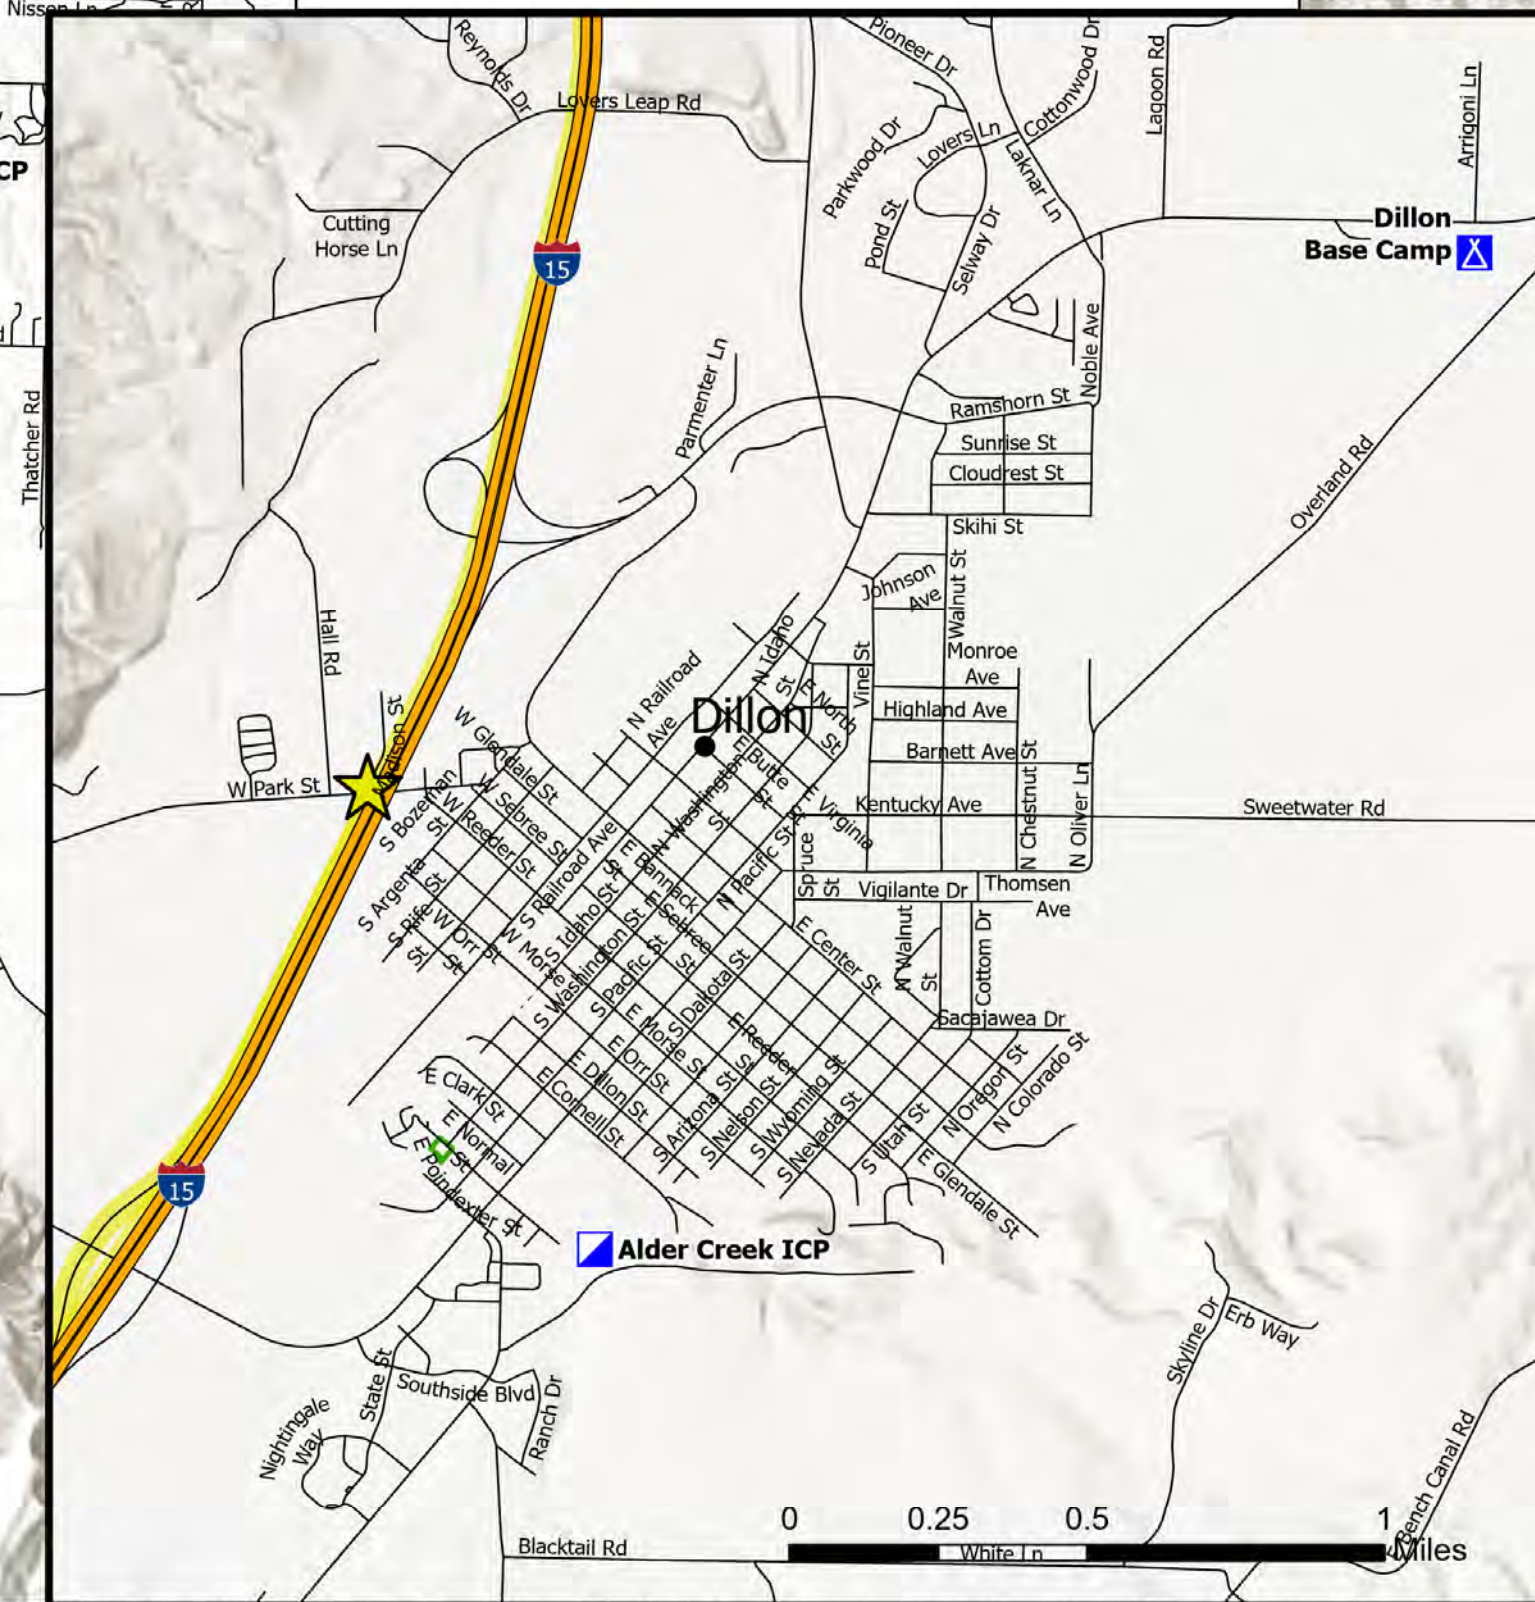 Nissen Ln
Reynolds Dr
Pioneer Dr
Cottonwood Dr
Lagoon Rd
Arrigoni Ln
Lovers Leap Rd
Parkwood Dr
Lovers Ln
Laknar Ln
CP
Cutting
Horse Ln
Pond St
Selway Dr
Dillon
Base Camp
15
Noble Ave
Thatcher Rd
Parmenter Ln
Ramshorn St
Sunrise St
Cloudrest St
Overland Rd
Skihi St
Johnson
Ave
Walnut St
Hall Rd
N Idaho
St
Monroe
Ave
Vine St
N Railroad
Ave
E North
St
Highland Ave
Dillon
Madison St
W Glendale St
Barnett Ave
E Butte
St
W Park St
S Bozeman
St
W Sebree St
N Washington
St
E Virginia
St
Kentucky Ave
N Chestnut St
N Oliver Ln
Sweetwater Rd
W Reeder St
S Railroad Ave
E Bannack
St
N Pacific St
Spruce
St
Vigilante Dr
Thomsen
Ave
S Argenta
St
S Rife
St
W Orr
St
W Morse
St
S Idaho St
E Sebree
St
E Center St
N Walnut
St
Cottom Dr
S Washington St
S Pacific St
S Dakota St
Sacajawea Dr
E Morse St
E Reeder
St
E Orr St
E Dillon St
E Cornell St
E Clark St
E Normal
St
E Poindexter St
S Arizona St
S Nelson St
S Wyoming St
S Nevada St
S Utah St
N Oregon St
N Colorado St
E Glendale St
15
Alder Creek ICP
Skyline Dr
Erb Way
State St
Southside Blvd
Ranch Dr
Nightingale
Way
E Bench Canal Rd
0 0.25 0.5 1
Miles
White Ln
Blacktail Rd